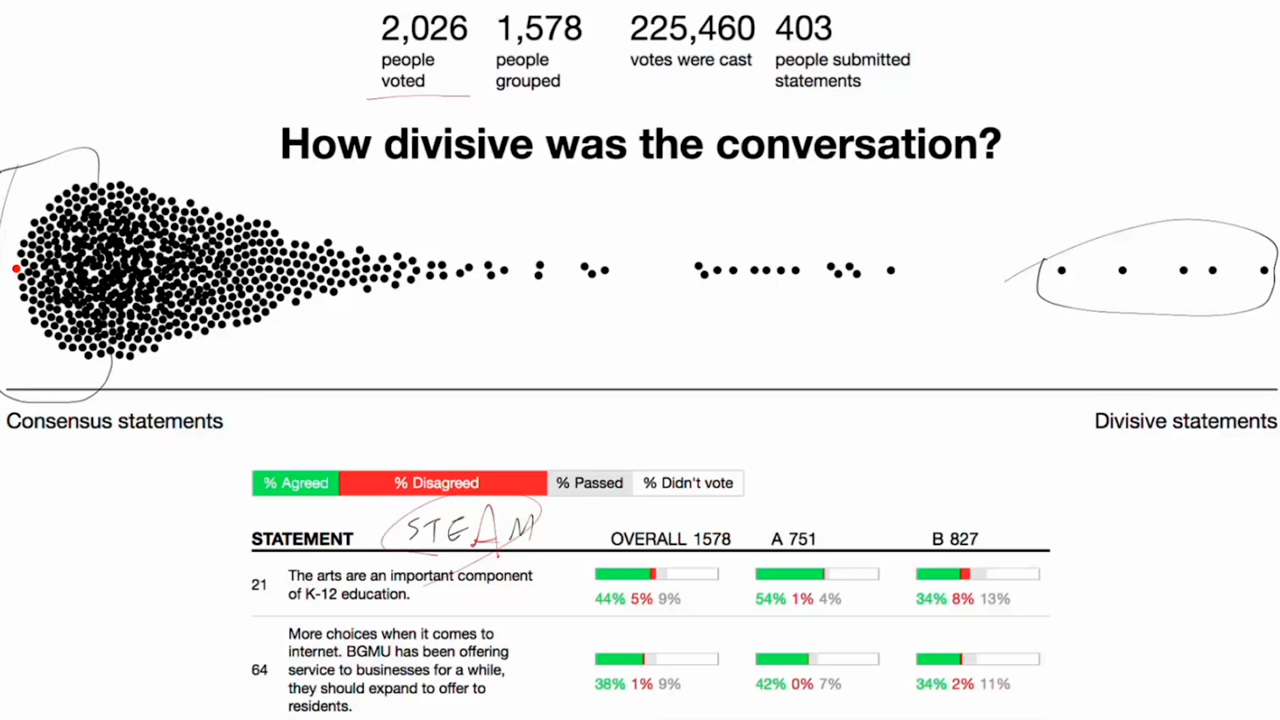 2,026 1,578 225,460 403
people people votes were cast people submitted
voted grouped statements
How divisive was the conversation?
Consensus statements Divisive statements
% Agreed % Disagreed % Passed % Didn't vote
STEAM
STATEMENT OVERALL 1578 A 751 B 827
21 The arts are an important component
of K-12 education.
44% 5% 9% 54% 1% 4% 34% 8% 13%
More choices when it comes to
internet. BGMU has been offering
64 service to businesses for a while,
they should expand to offer to
residents.
38% 1% 9% 42% 0% 7% 34% 2% 11%